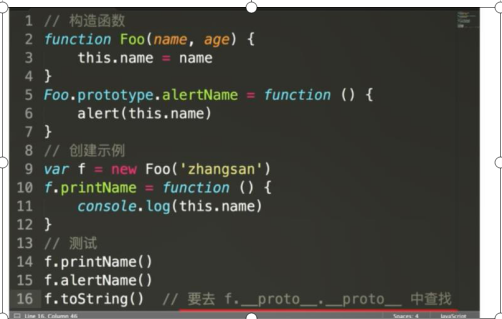 1 // 构造函数
2 function Foo(name, age) {
3     this.name = name
4 }
5 Foo.prototype.alertName = function () {
6     alert(this.name)
7 }
8 // 创建示例
9 var f = new Foo('zhangsan')
10 f.printName = function () {
11     console.log(this.name)
12 }
13 // 测试
14 f.printName()
15 f.alertName()
16 f.toString()  // 要去 f.__proto__.__proto__ 中查找
Line 16, Column 46 Spaces: 4 JavaScript